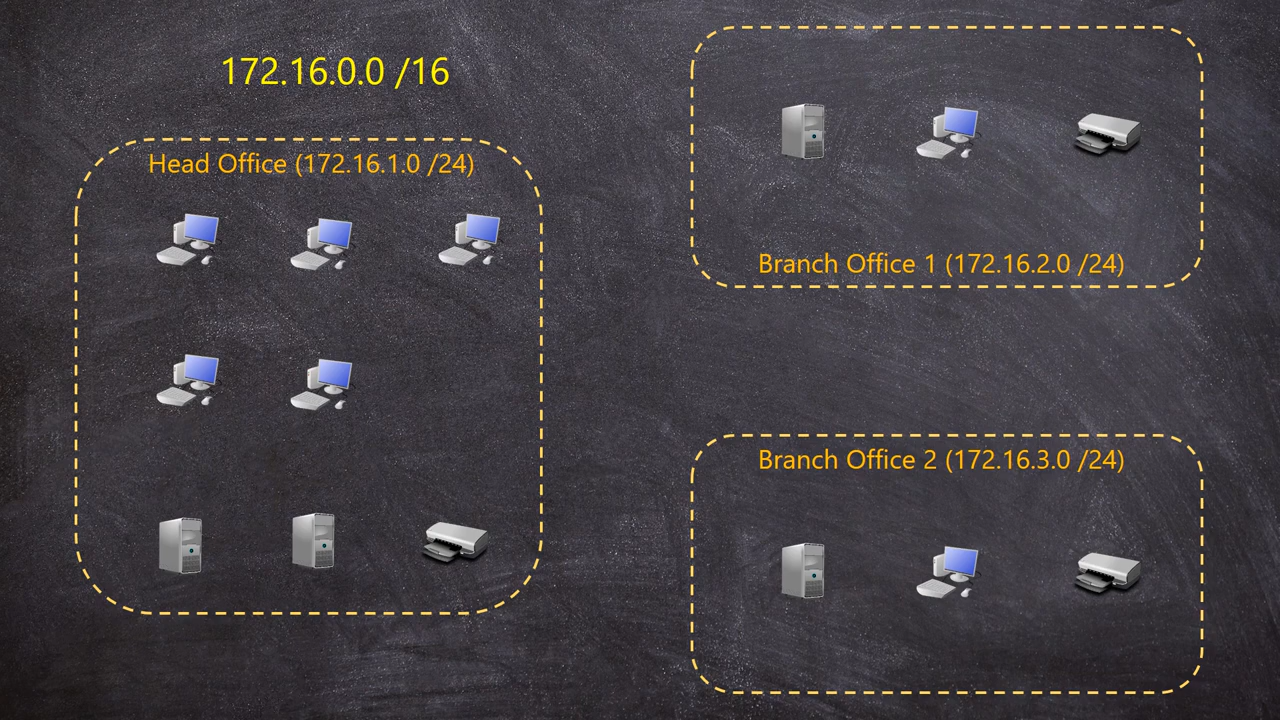 172.16.0.0 /16
Head Office (172.16.1.0 /24)
Branch Office 1 (172.16.2.0 /24)
Branch Office 2 (172.16.3.0 /24)